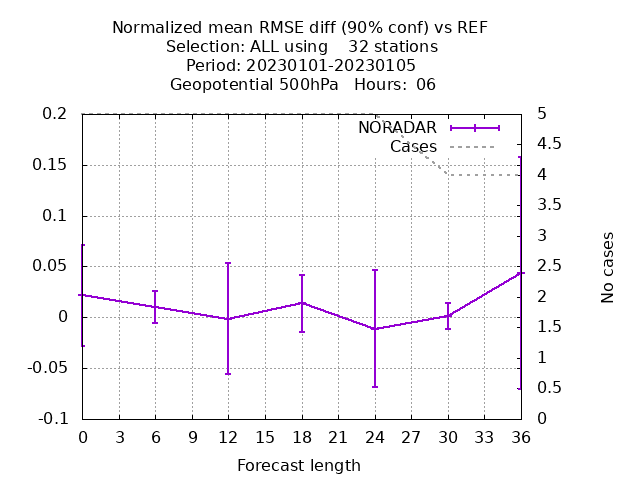 Normalized mean RMSE diff (90% conf) vs REF
Selection: ALL using    32 stations
Period: 20230101-20230105
Geopotential 500hPa   Hours:  06
0.2
0.15
0.1
0.05
0
-0.05
-0.1
NORADAR
Cases
5
4.5
4
3.5
3
2.5
2
1.5
1
0.5
0
No cases
0 3 6 9 12 15 18 21 24 27 30 33 36
Forecast length